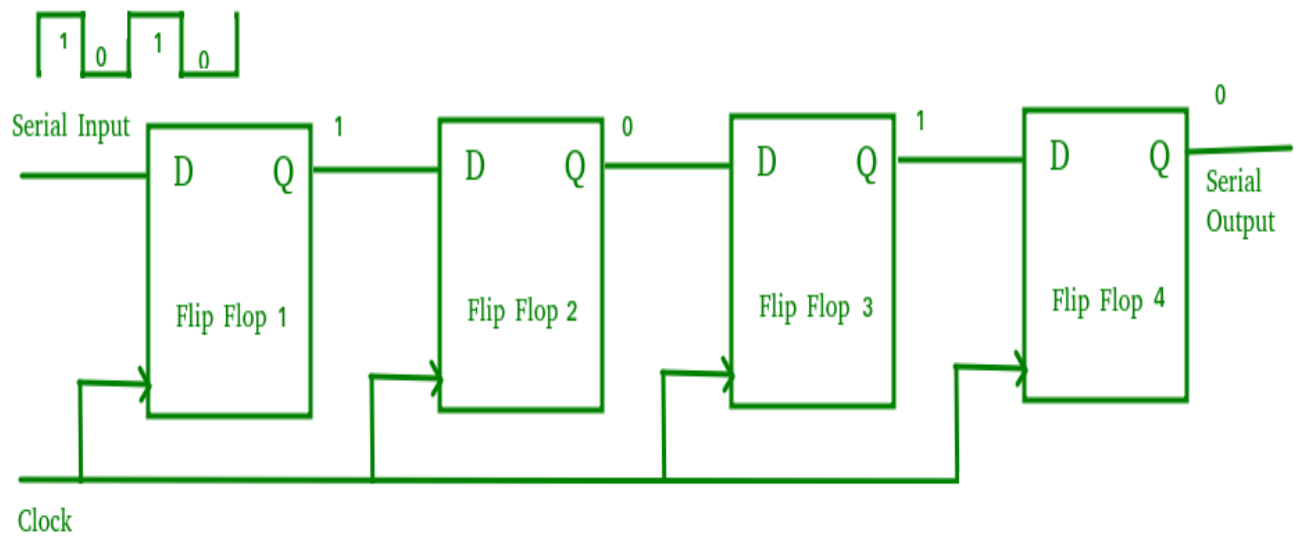 1 0 1 0
Serial Input
1
0
1
0
D Q
D Q
D Q
D Q
Serial
Output
Flip Flop 1
Flip Flop 2
Flip Flop 3
Flip Flop 4
Clock